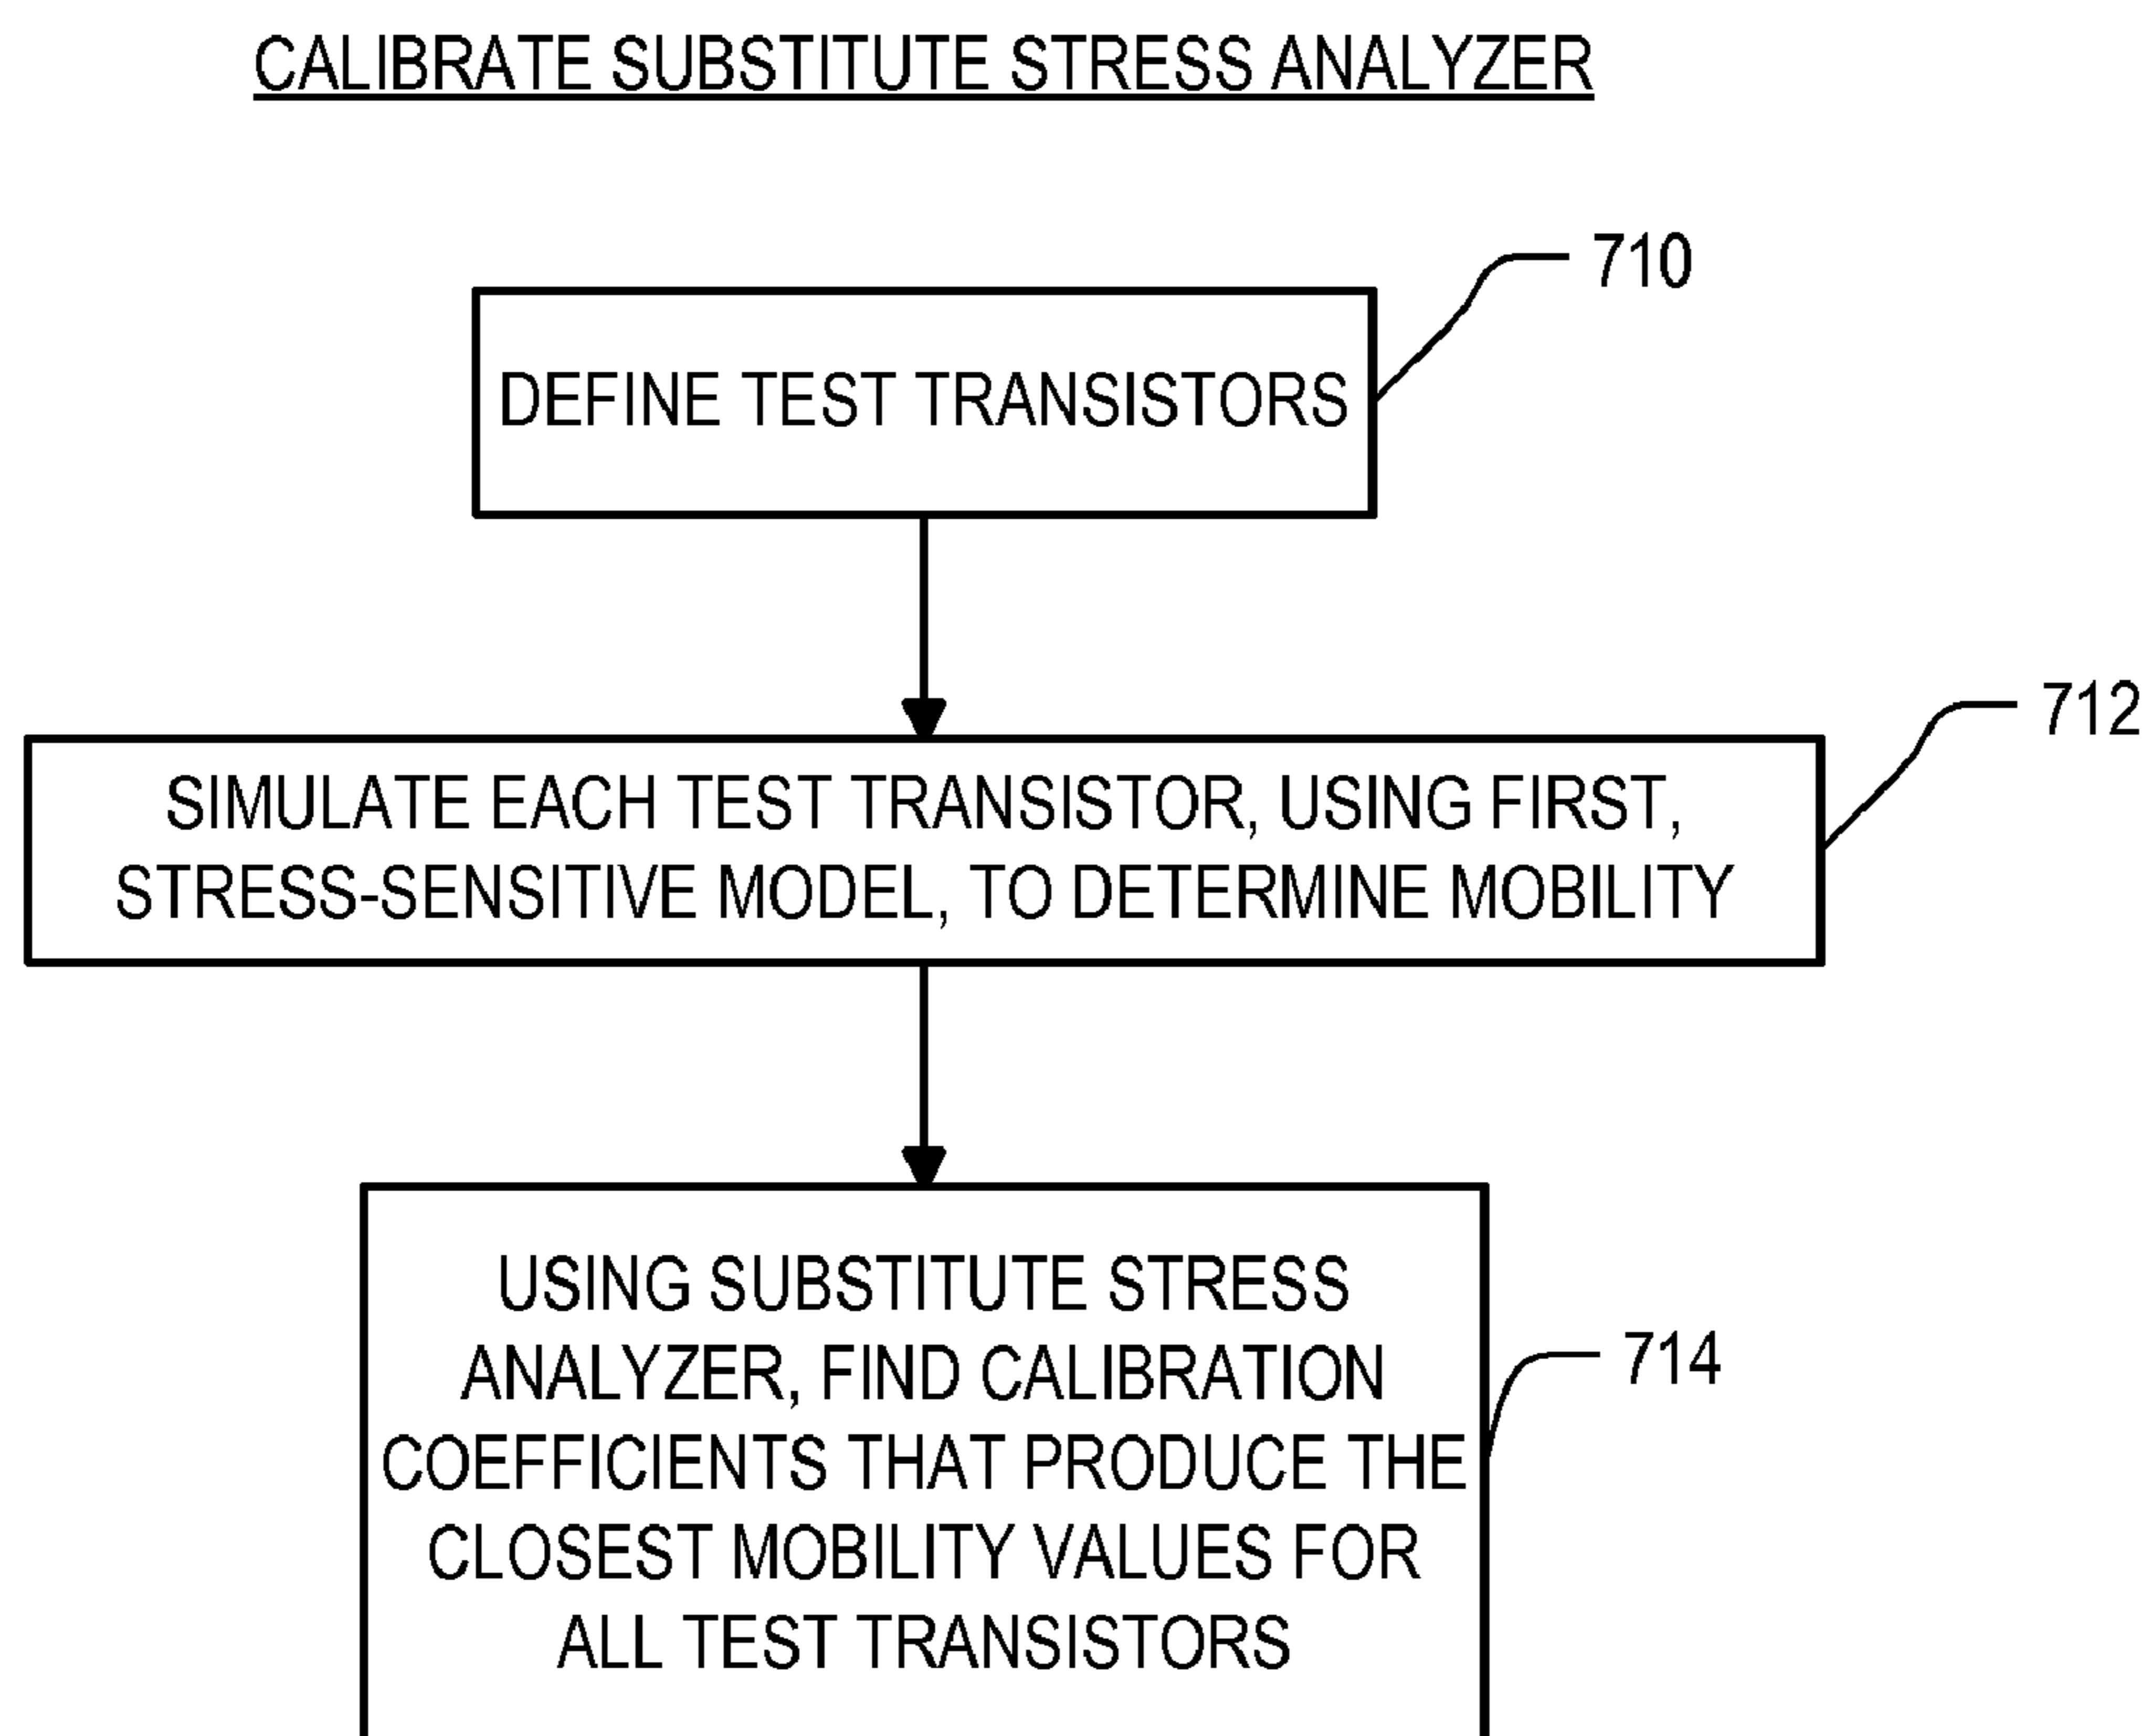 CALIBRATE SUBSTITUTE STRESS ANALYZER
710
DEFINE TEST TRANSISTORS
712
SIMULATE EACH TEST TRANSISTOR, USING FIRST,
STRESS-SENSITIVE MODEL, TO DETERMINE MOBILITY
714
USING SUBSTITUTE STRESS
ANALYZER, FIND CALIBRATION
COEFFICIENTS THAT PRODUCE THE
CLOSEST MOBILITY VALUES FOR
ALL TEST TRANSISTORS